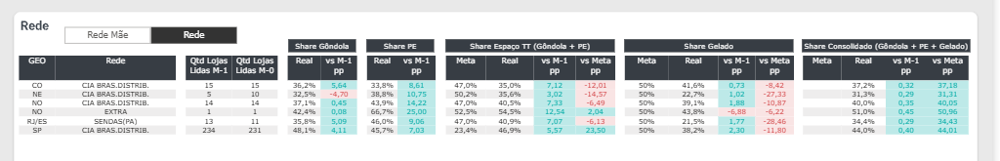 Rede
Rede Mãe Rede
Share Gôndola Share PE Share Espaço TT (Gôndola + PE) Share Gelado Share Consolidado (Gôndola + PE + Gelado)
GEO Rede Qtd Lojas Lidas M-1 Qtd Lojas Lidas M-0 Real vs M-1 pp Real vs M-1 pp Meta Real vs M-1 pp vs Meta pp Meta Real vs M-1 pp vs Meta pp Meta Real vs M-1 pp vs Meta pp
CO CIA BRAS.DISTRIB. 15 15 36,2% 5,64 33,8% 8,61 47,0% 35,0% 7,12 -12,01 50% 41,6% 0,73 -8,42 37,2% 0,32 37,18
NE CIA BRAS.DISTRIB. 5 10 32,5% -4,70 38,8% 10,75 50,2% 35,6% 3,02 -14,57 50% 22,7% 1,02 -27,33 31,3% 0,29 31,31
NO CIA BRAS.DISTRIB. 14 14 37,1% 0,45 43,9% 14,22 47,0% 40,5% 7,33 -6,49 50% 39,1% 1,88 -10,87 40,0% 0,35 40,05
NO EXTRA 1 1 42,4% 0,08 66,7% 25,00 52,5% 54,5% 12,54 2,04 50% 43,8% -6,88 -6,22 51,0% 0,45 50,96
RJ/ES SENDAS(PA) 13 11 35,8% 5,09 46,0% 9,06 47,0% 40,9% 7,07 -6,13 50% 21,5% 1,77 -28,46 34,4% 0,29 34,43
SP CIA BRAS.DISTRIB. 234 231 48,1% 4,11 45,7% 7,03 23,4% 46,9% 5,57 23,50 50% 38,2% 2,30 -11,80 44,0% 0,40 44,01